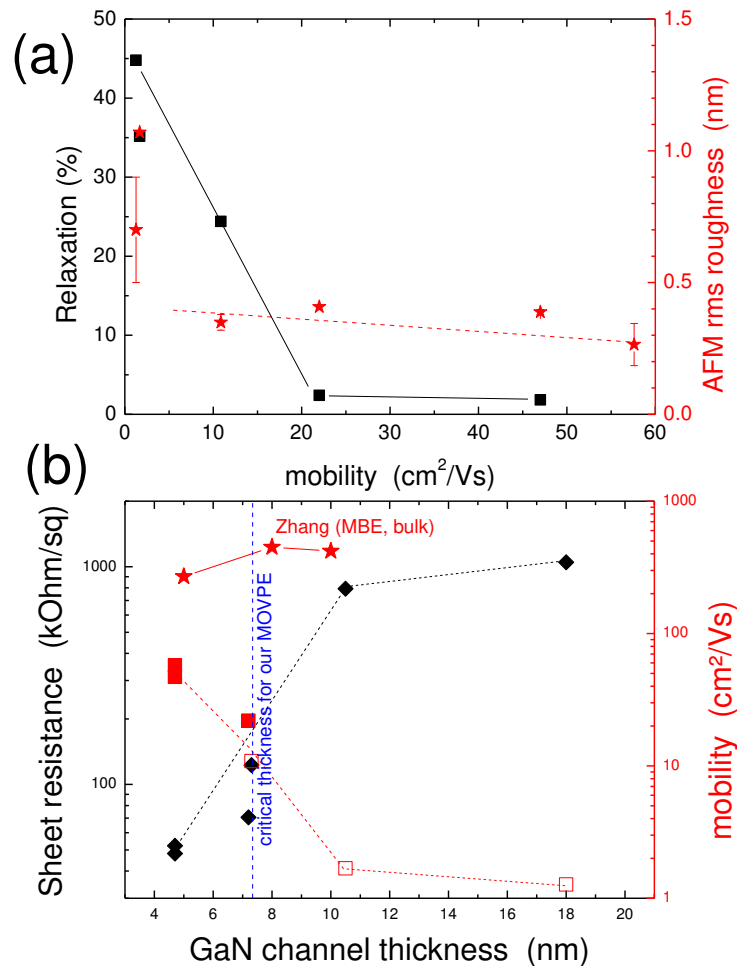 (a)
50
40
30
20
10
0
Relaxation (%)
1.5
1.0
0.5
0.0
AFM rms roughness (nm)
0 10 20 30 40 50 60
mobility (cm²/Vs)
(b)
Zhang (MBE, bulk)
critical thickness for our MOVPE
1000
100
Sheet resistance (kOhm/sq)
1000
100
10
1
mobility (cm²/Vs)
4 6 8 10 12 14 16 18 20
GaN channel thickness (nm)